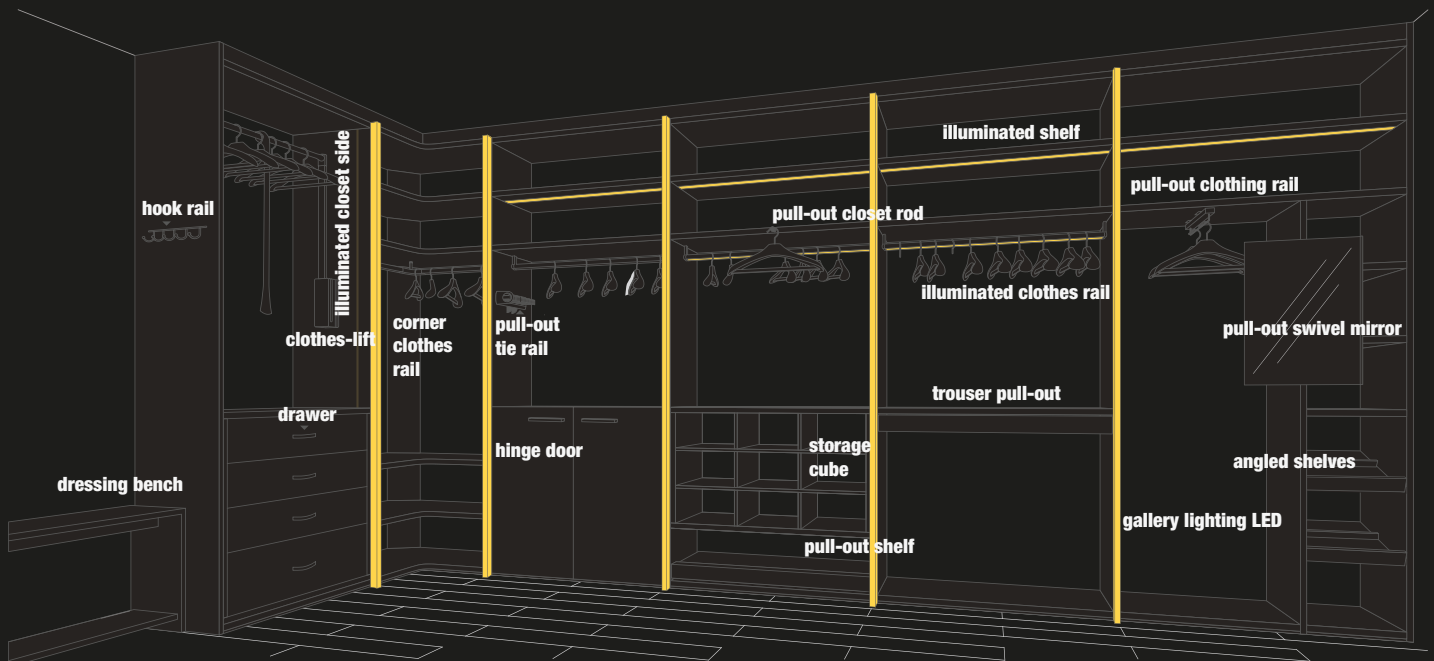 illuminated shelf
pull-out clothing rail
hook rail
pull-out closet rod
illuminated closet side
illuminated clothes rail
corner
clothes
rail
pull-out
tie rail
pull-out swivel mirror
clothes-lift
trouser pull-out
drawer
hinge door
storage
cube
angled shelves
dressing bench
gallery lighting LED
pull-out shelf